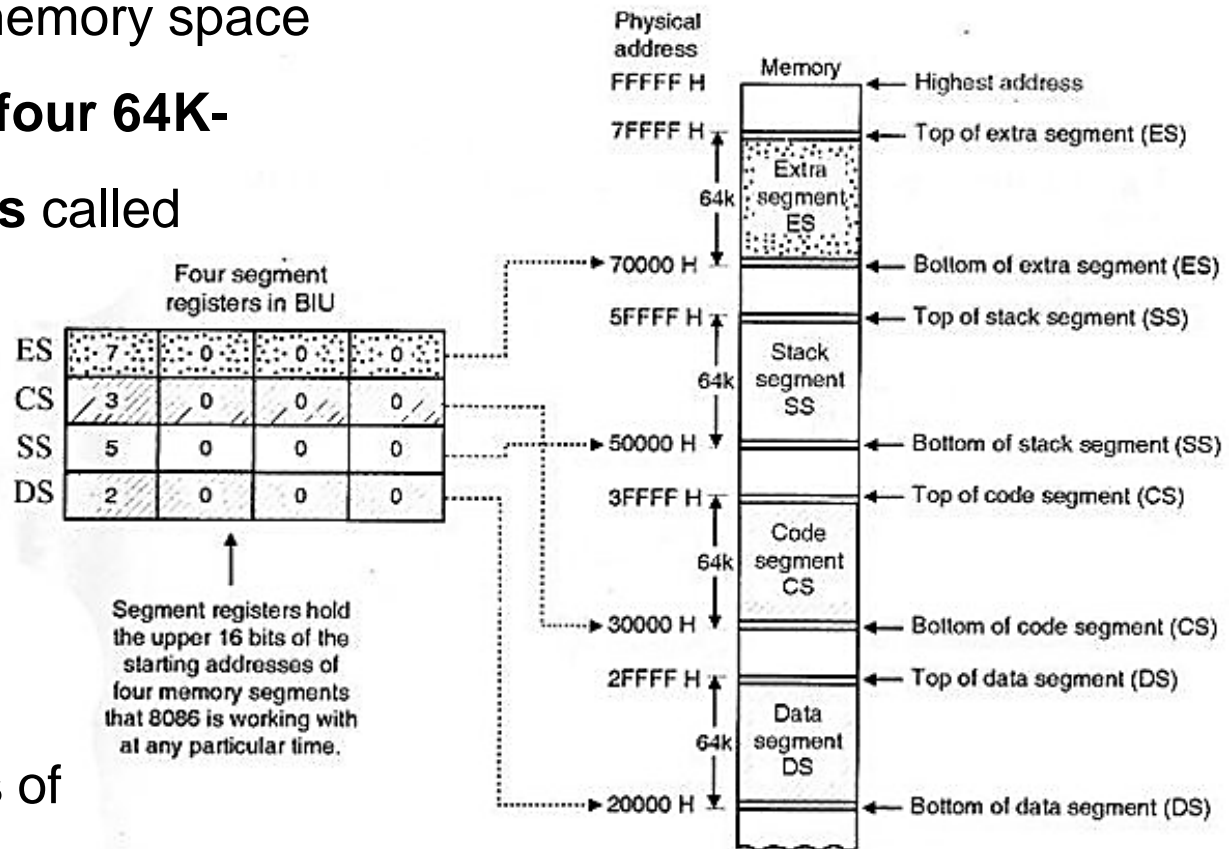 memory space
four 64K-
s called
s of
Four segment
registers in BIU
ES 7 0 0 0
CS 3 0 0 0
SS 5 0 0 0
DS 2 0 0 0
Segment registers hold
the upper 16 bits of the
starting addresses of
four memory segments
that 8086 is working with
at any particular time.
Physical
address
Memory
FFFFF H
Highest address
7FFFF H
Top of extra segment (ES)
64k
Extra
segment
ES
70000 H
Bottom of extra segment (ES)
5FFFF H
Top of stack segment (SS)
64k
Stack
segment
SS
50000 H
Bottom of stack segment (SS)
3FFFF H
Top of code segment (CS)
64k
Code
segment
CS
30000 H
Bottom of code segment (CS)
2FFFF H
Top of data segment (DS)
64k
Data
segment
DS
20000 H
Bottom of data segment (DS)